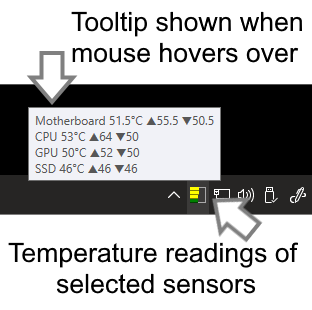 Tooltip shown when
mouse hovers over
Motherboard 51.5°C ▲55.5 ▼50.5
CPU 53°C ▲64 ▼50
GPU 50°C ▲52 ▼50
SSD 46°C ▲46 ▼46
Temperature readings of
selected sensors